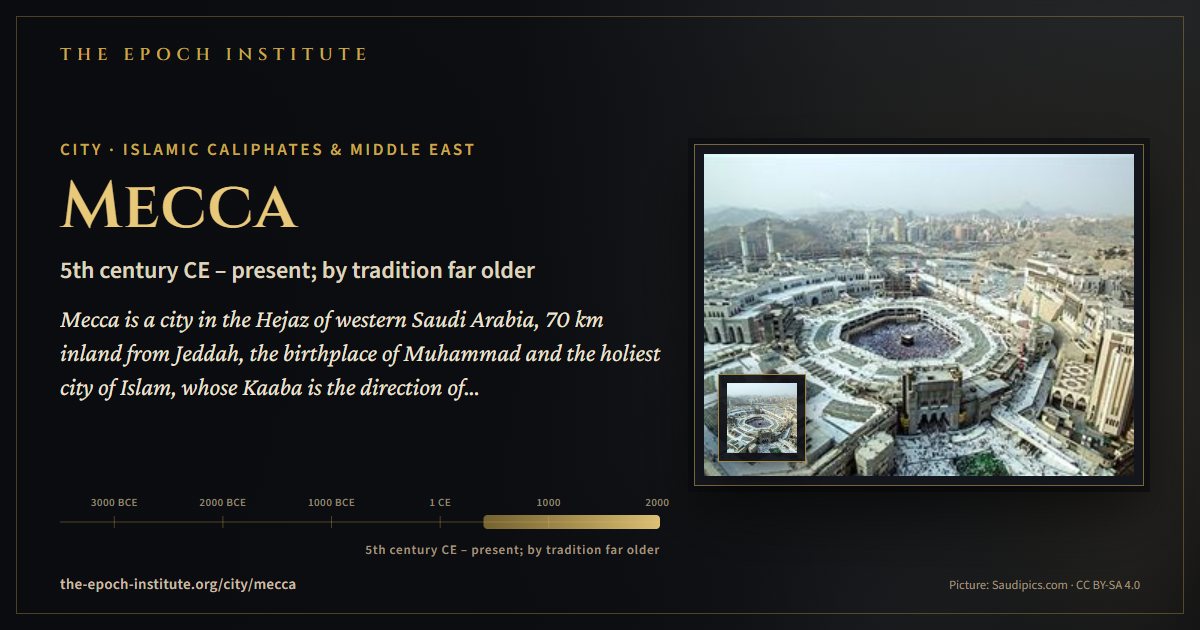 THE EPOCH INSTITUTE
CITY · ISLAMIC CALIPHATES & MIDDLE EAST
MECCA
5th century CE – present; by tradition far older
Mecca is a city in the Hejaz of western Saudi Arabia, 70 km
inland from Jeddah, the birthplace of Muhammad and the holiest
city of Islam, whose Kaaba is the direction of...
3000 BCE 2000 BCE 1000 BCE 1 CE 1000 2000
5th century CE – present; by tradition far older
the-epoch-institute.org/city/mecca
Picture: Saudipics.com · CC BY-SA 4.0